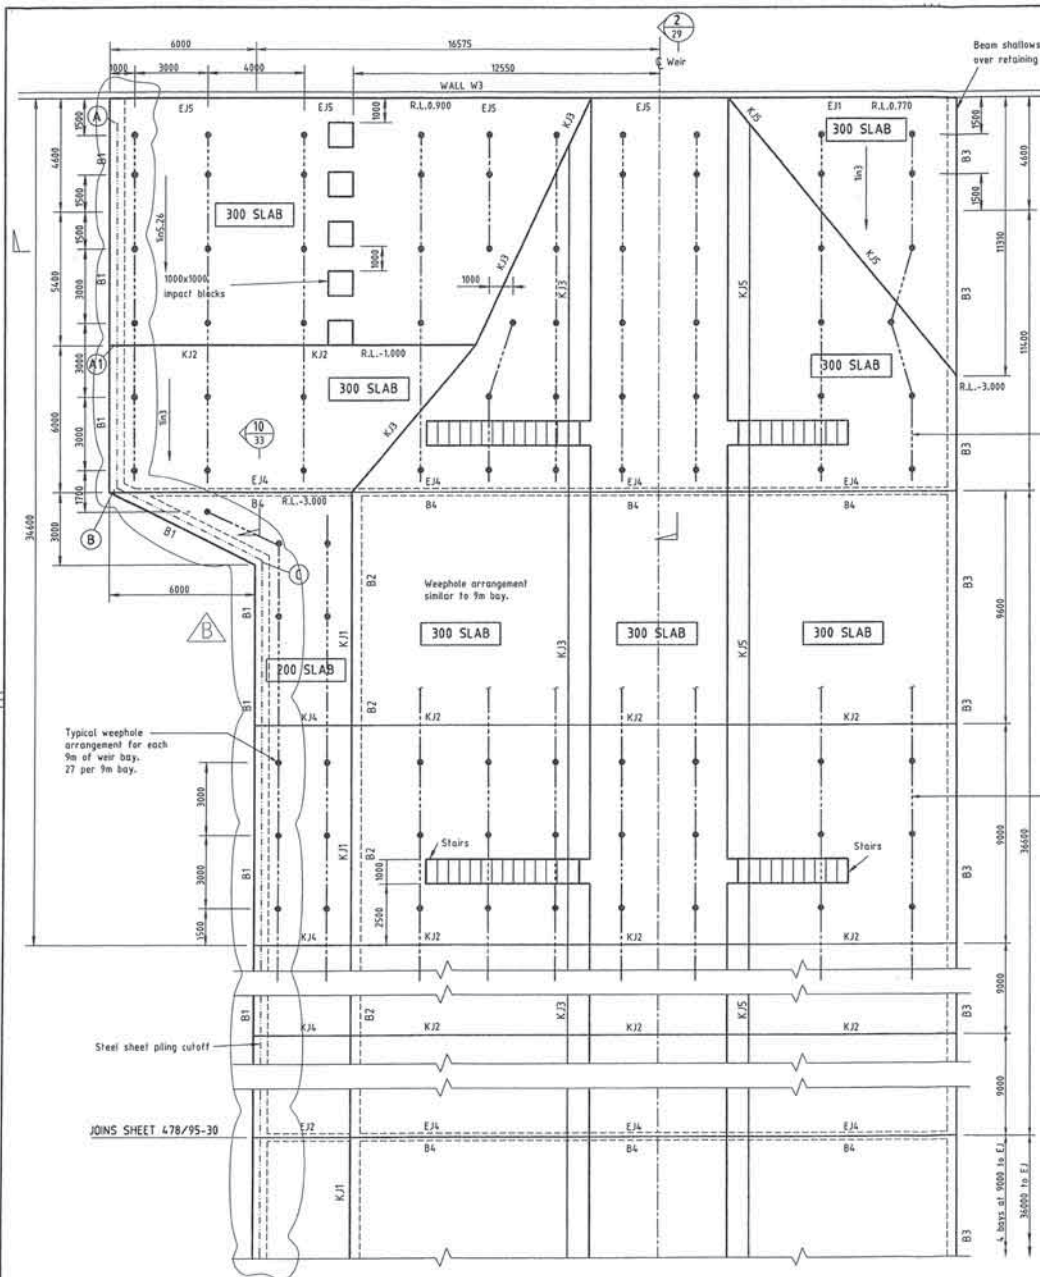 2
29
6000
16575
℄ Weir
Beam shallows
over retaining
1000
3000
4000
12550
WALL W3
A
EJ5
EJ5
1000
R.L.0.900
EJ5
EJ5
EJ1
R.L.0.770
KJ3
KJ5
300 SLAB
1500
B1
4600
1500
B3
4600
1in3
1500
1in5.26
300 SLAB
1500
1500
11310
1000
KJ3
KJ3
KJ5
KJ5
5400
3000
B1
1000x1000
impact blocks
1000
B3
11400
A1
KJ2
KJ2
R.L.-1.000
300 SLAB
300 SLAB
R.L.-3.000
3000
6000
B1
1in3
10
33
KJ3
3000
B3
EJ4
EJ4
EJ4
EJ4
1700
B4
R.L.-3.000
B4
B4
B4
34600
3000
B
B1
C
6000
B2
Weephole arrangement
similar to 9m bay.
B3
B
B1
9600
KJ1
300 SLAB
KJ3
300 SLAB
KJ5
300 SLAB
200 SLAB
B1
B2
B3
KJ4
KJ2
KJ2
KJ2
Typical weephole
arrangement for each
9m of weir bay.
27 per 9m bay.
3000
9000
36600
KJ1
B2
Stairs
Stairs
1000
3000
B1
B3
2500
1500
KJ4
KJ2
KJ2
KJ2
9000
B1
B2
KJ3
KJ5
B3
KJ4
KJ2
KJ2
KJ2
Steel sheet piling cutoff
9000
JOINS SHEET 478/95-30
EJ2
EJ4
EJ4
EJ4
B4
B4
B4
KJ1
4 bays at 9000 to EJ
36000 to EJ
B3